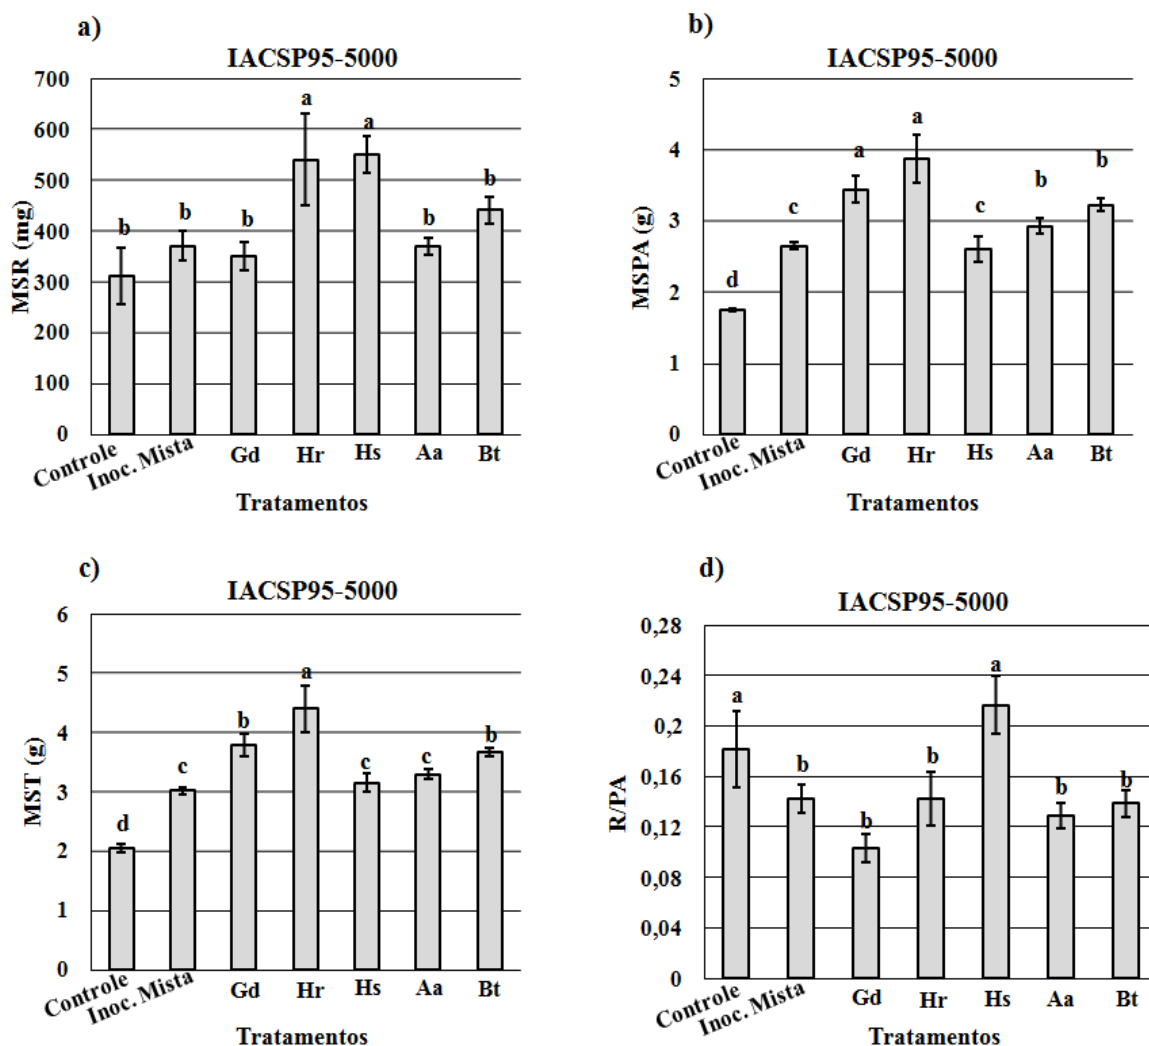 a)
IACSP95-5000
700
600
500
400
300
200
100
0
MSR (mg)
b
b
b
a
a
b
b
Controle
Inoc. Mista
Gd
Hr
Hs
Aa
Bt
Tratamentos
b)
IACSP95-5000
5
4
3
2
1
0
MSPA (g)
d
c
a
a
c
b
b
Controle
Inoc. Mista
Gd
Hr
Hs
Aa
Bt
Tratamentos
c)
IACSP95-5000
6
5
4
3
2
1
0
MST (g)
d
c
b
a
c
c
b
Controle
Inoc. Mista
Gd
Hr
Hs
Aa
Bt
Tratamentos
d)
IACSP95-5000
0,28
0,24
0,2
0,16
0,12
0,08
0,04
0
R/PA
a
b
b
b
a
b
b
Controle
Inoc. Mista
Gd
Hr
Hs
Aa
Bt
Tratamentos